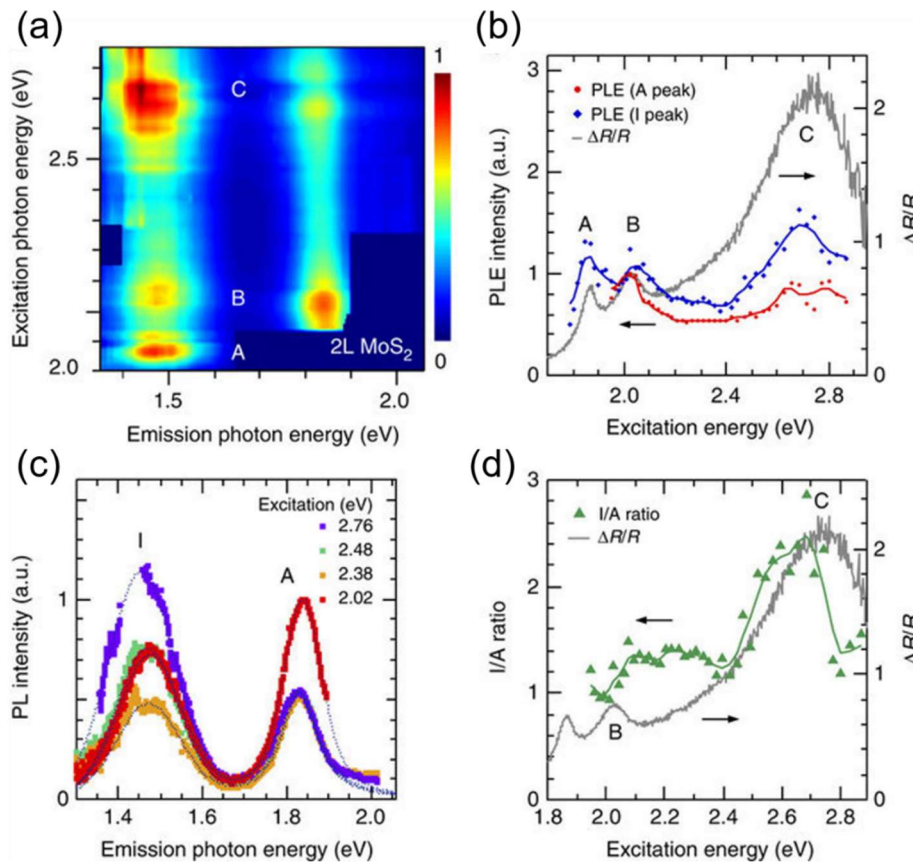 (a)
1
C
B
A
2L MoS₂
0
2.5
2.0
Excitation photon energy (eV)
1.5
2.0
Emission photon energy (eV)
(b)
PLE (A peak)
PLE (I peak)
ΔR/R
A
B
C
4
3
2
1
0
PLE intensity (a.u.)
2
1
0
ΔR/R
2.0
2.4
2.8
Excitation energy (eV)
(c)
Excitation (eV)
2.76
2.48
2.38
2.02
I
A
1
0
PL intensity (a.u.)
1.4
1.6
1.8
2.0
Emission photon energy (eV)
(d)
I/A ratio
ΔR/R
C
B
3
2
1
0
I/A ratio
2
1
0
ΔR/R
1.8
2.0
2.2
2.4
2.6
2.8
Excitation energy (eV)